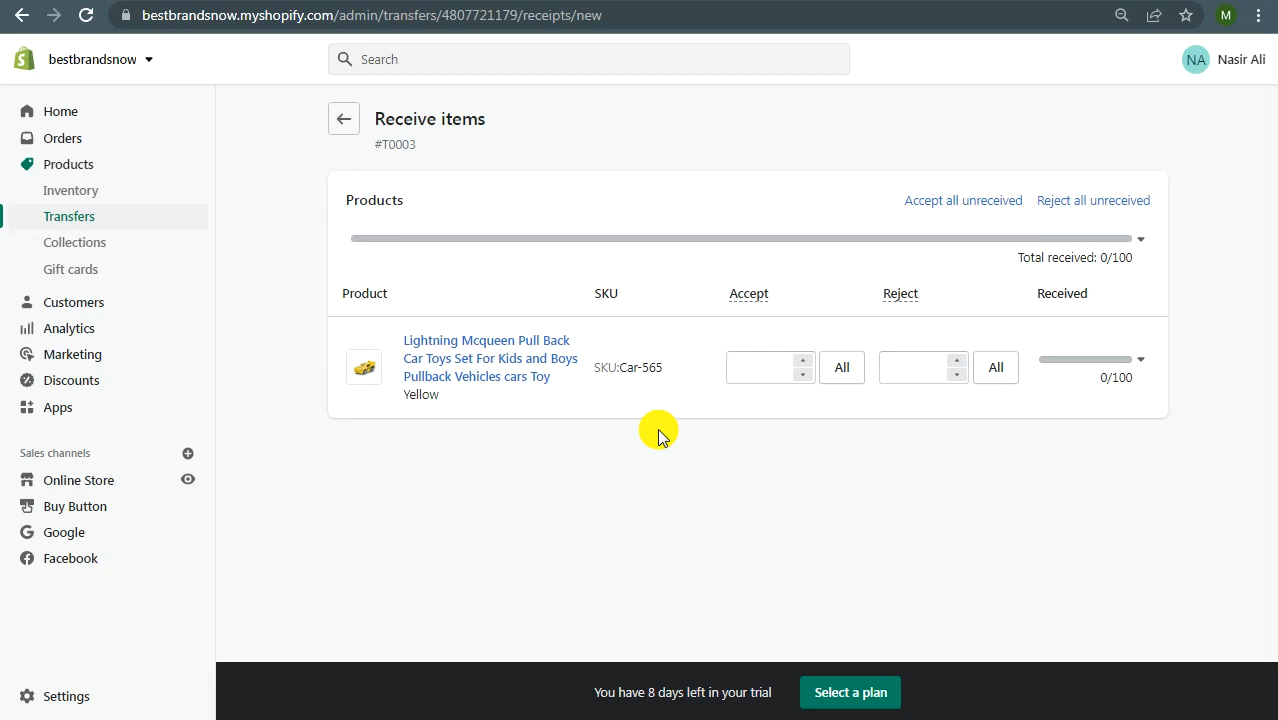 bestbrandsnow.myshopify.com/admin/transfers/4807721179/receipts/new
M
bestbrandsnow
Search
NA
Nasir Ali
Home
Orders
Products
Inventory
Transfers
Collections
Gift cards
Customers
Analytics
Marketing
Discounts
Apps
Sales channels
Online Store
Buy Button
Google
Facebook
Settings
Receive items
#T0003
Products
Accept all unreceived
Reject all unreceived
Total received: 0/100
Product
SKU
Accept
Reject
Received
Lightning Mcqueen Pull Back
Car Toys Set For Kids and Boys
Pullback Vehicles cars Toy
Yellow
SKU:Car-565
All
All
0/100
You have 8 days left in your trial
Select a plan